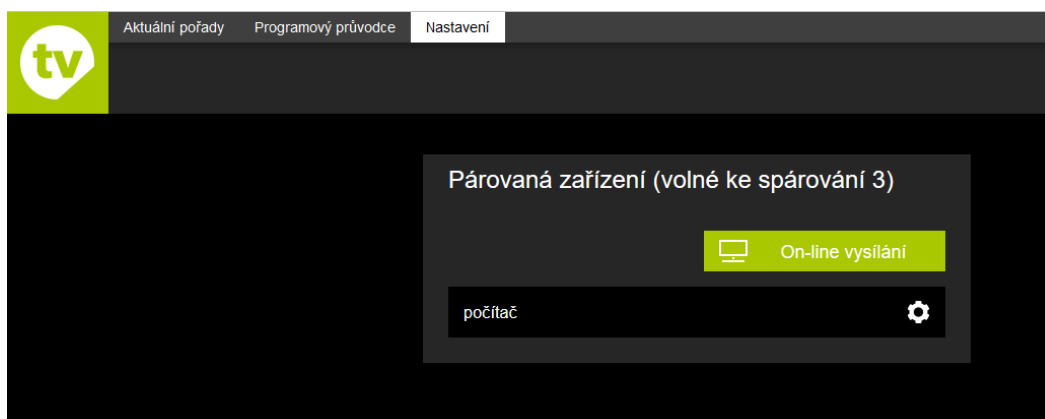 tv
Aktuální pořady Programový průvodce Nastavení
Párovaná zařízení (volné ke spárování 3)
On-line vysílání
počítač